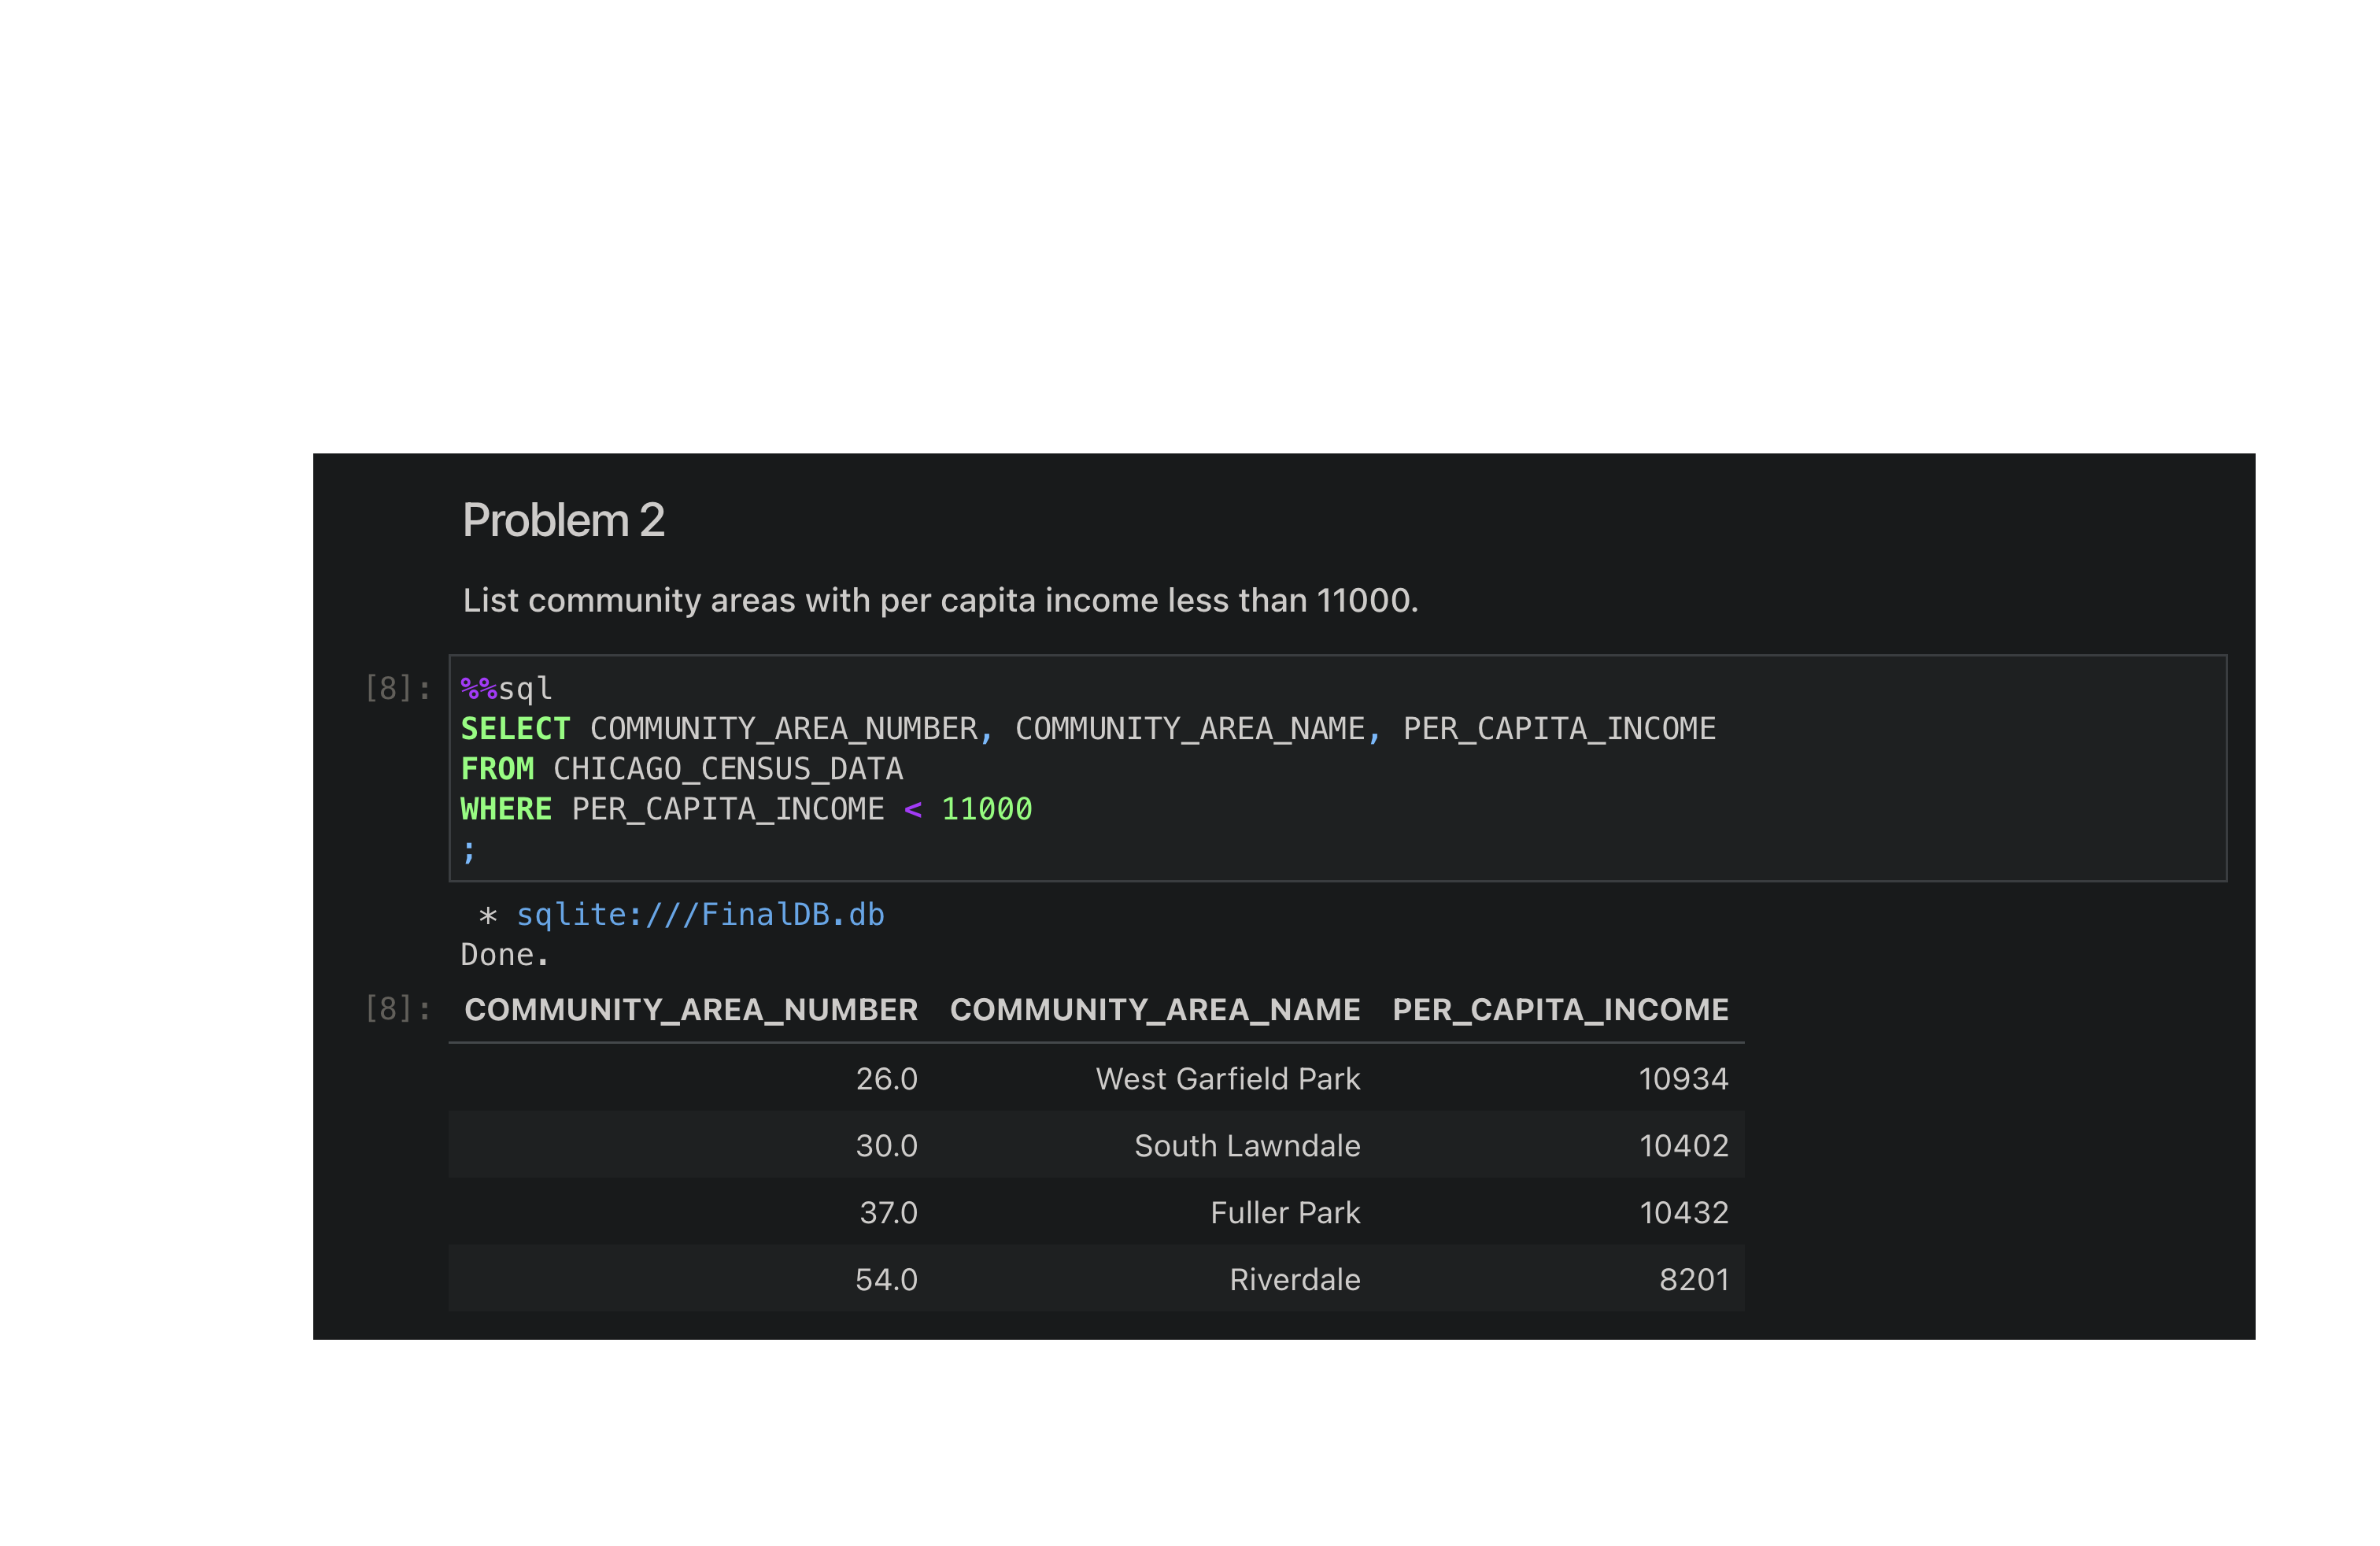 Problem 2
List community areas with per capita income less than 11000.
[8]: %%sql
SELECT COMMUNITY_AREA_NUMBER, COMMUNITY_AREA_NAME, PER_CAPITA_INCOME
FROM CHICAGO_CENSUS_DATA
WHERE PER_CAPITA_INCOME < 11000
;
* sqlite:///FinalDB.db
Done.
[8]: COMMUNITY_AREA_NUMBER COMMUNITY_AREA_NAME PER_CAPITA_INCOME
26.0 West Garfield Park 10934
30.0 South Lawndale 10402
37.0 Fuller Park 10432
54.0 Riverdale 8201